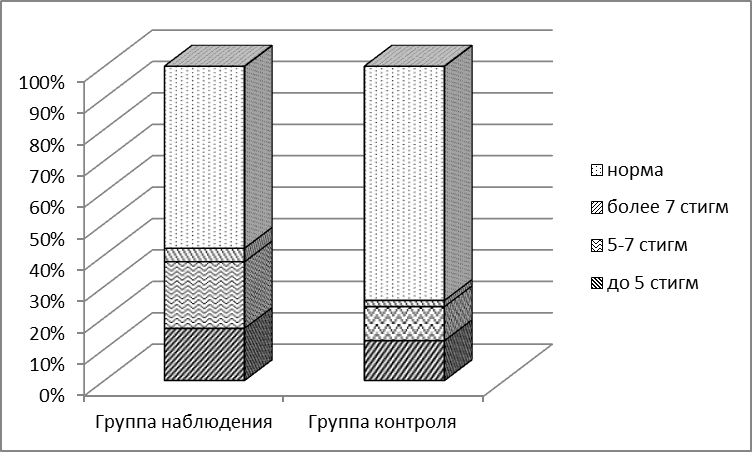 100%
90%
80%
70%
60%
50%
40%
30%
20%
10%
0%
Группа наблюдения
Группа контроля
норма
более 7 стигм
5-7 стигм
до 5 стигм